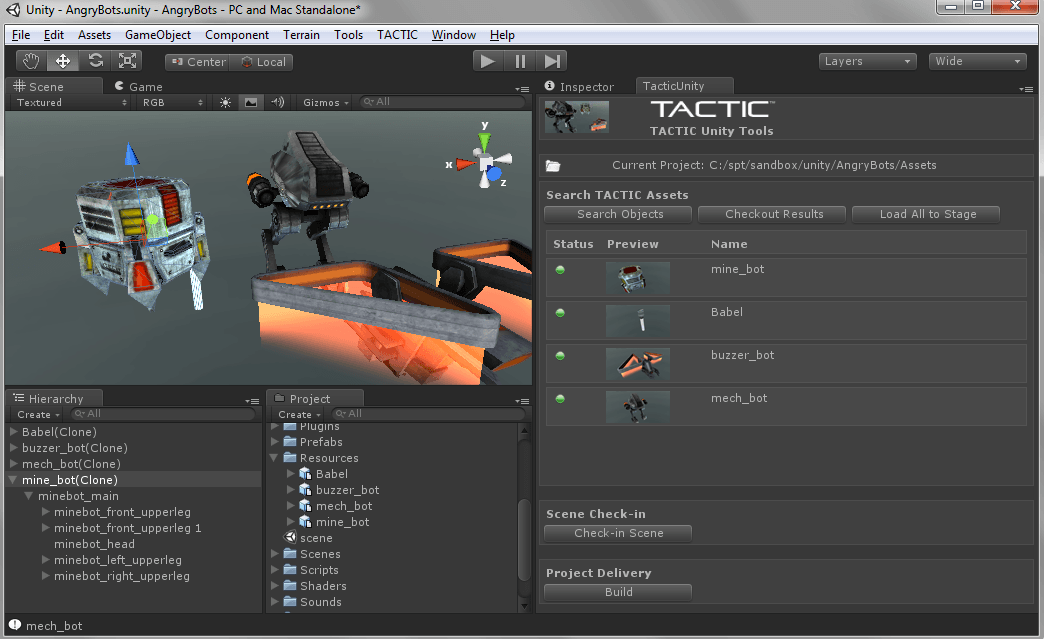 Unity - AngryBots.unity - AngryBots - PC and Mac Standalone*
File Edit Assets GameObject Component Terrain Tools TACTIC Window Help
Center Local Layers Wide
Scene Game
Textured RGB Gizmos All
y
x
z
Inspector TacticUnity
TACTIC™
TACTIC Unity Tools
Current Project: C:/spt/sandbox/unity/AngryBots/Assets
Search TACTIC Assets
Search Objects Checkout Results Load All to Stage
Status Preview Name
mine_bot
Babel
buzzer_bot
mech_bot
Scene Check-in
Check-in Scene
Project Delivery
Build
Hierarchy
Create All
Babel(Clone)
buzzer_bot(Clone)
mech_bot(Clone)
mine_bot(Clone)
minebot_main
minebot_front_upperleg
minebot_front_upperleg 1
minebot_head
minebot_left_upperleg
minebot_right_upperleg
Project
Create All
Plugins
Prefabs
Resources
Babel
buzzer_bot
mech_bot
mine_bot
scene
Scenes
Scripts
Shaders
Sounds
mech_bot